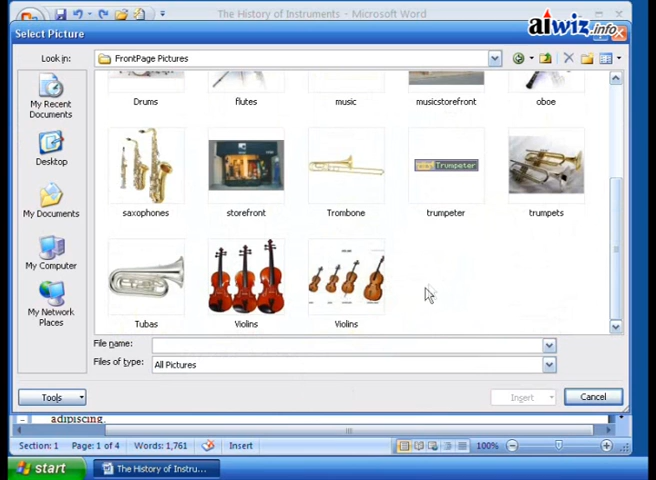 The History of Instruments - Microsoft Word
aiwiz.info
Select Picture
Look in:
FrontPage Pictures
My Recent
Documents
Desktop
My Documents
My Computer
My Network
Places
Drums
flutes
music
musicstorefront
oboe
saxophones
storefront
Trombone
Trumpeter
trumpeter
trumpets
Tubas
Violins
Violins
File name:
Files of type:
All Pictures
Tools
Insert
Cancel
adipiscing.
Section: 1
Page: 1 of 4
Words: 1,761
Insert
100%
start
The History of Instru...